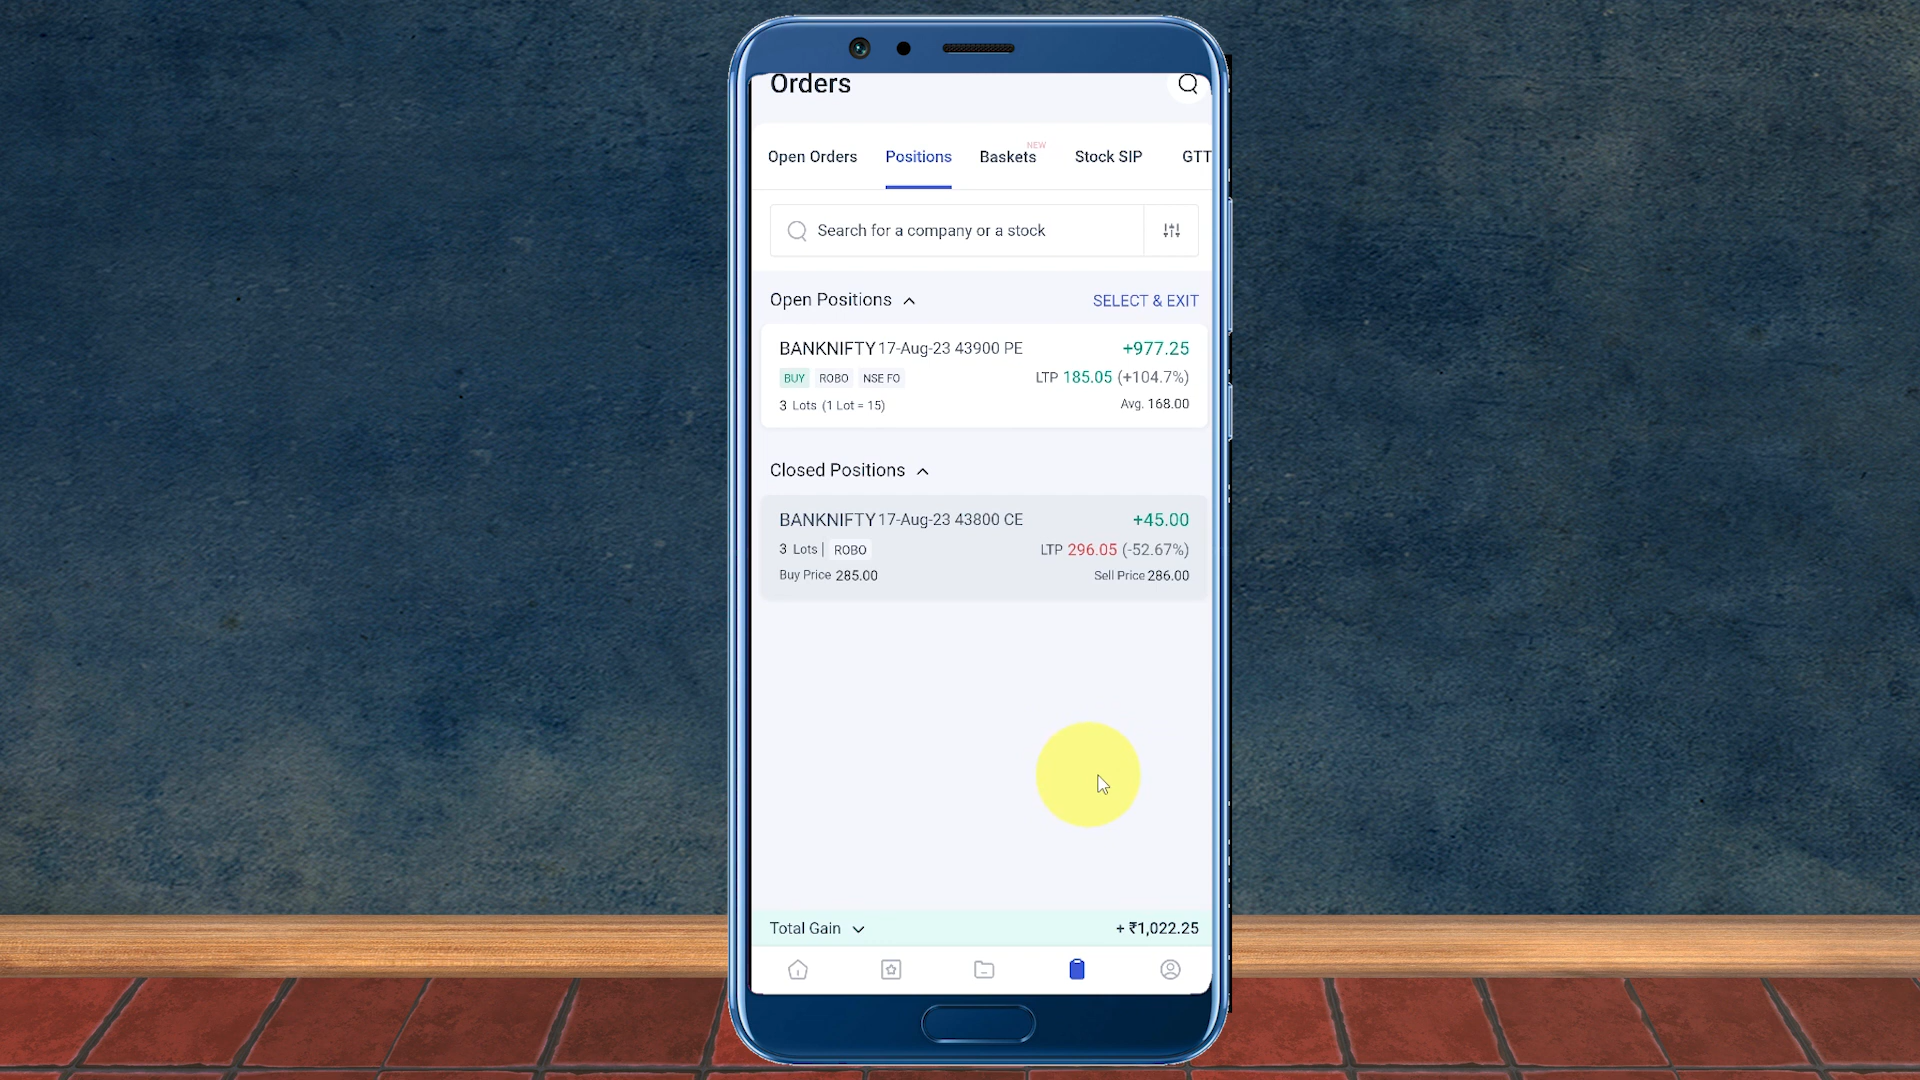 Orders
Open Orders Positions Baskets NEW Stock SIP GTT
Search for a company or a stock
Open Positions SELECT & EXIT
BANKNIFTY 17-Aug-23 43900 PE +977.25
BUY ROBO NSE FO LTP 185.05 (+104.7%)
3 Lots (1 Lot = 15) Avg. 168.00
Closed Positions
BANKNIFTY 17-Aug-23 43800 CE +45.00
3 Lots | ROBO LTP 296.05 (-52.67%)
Buy Price 285.00 Sell Price 286.00
Total Gain + ₹1,022.25